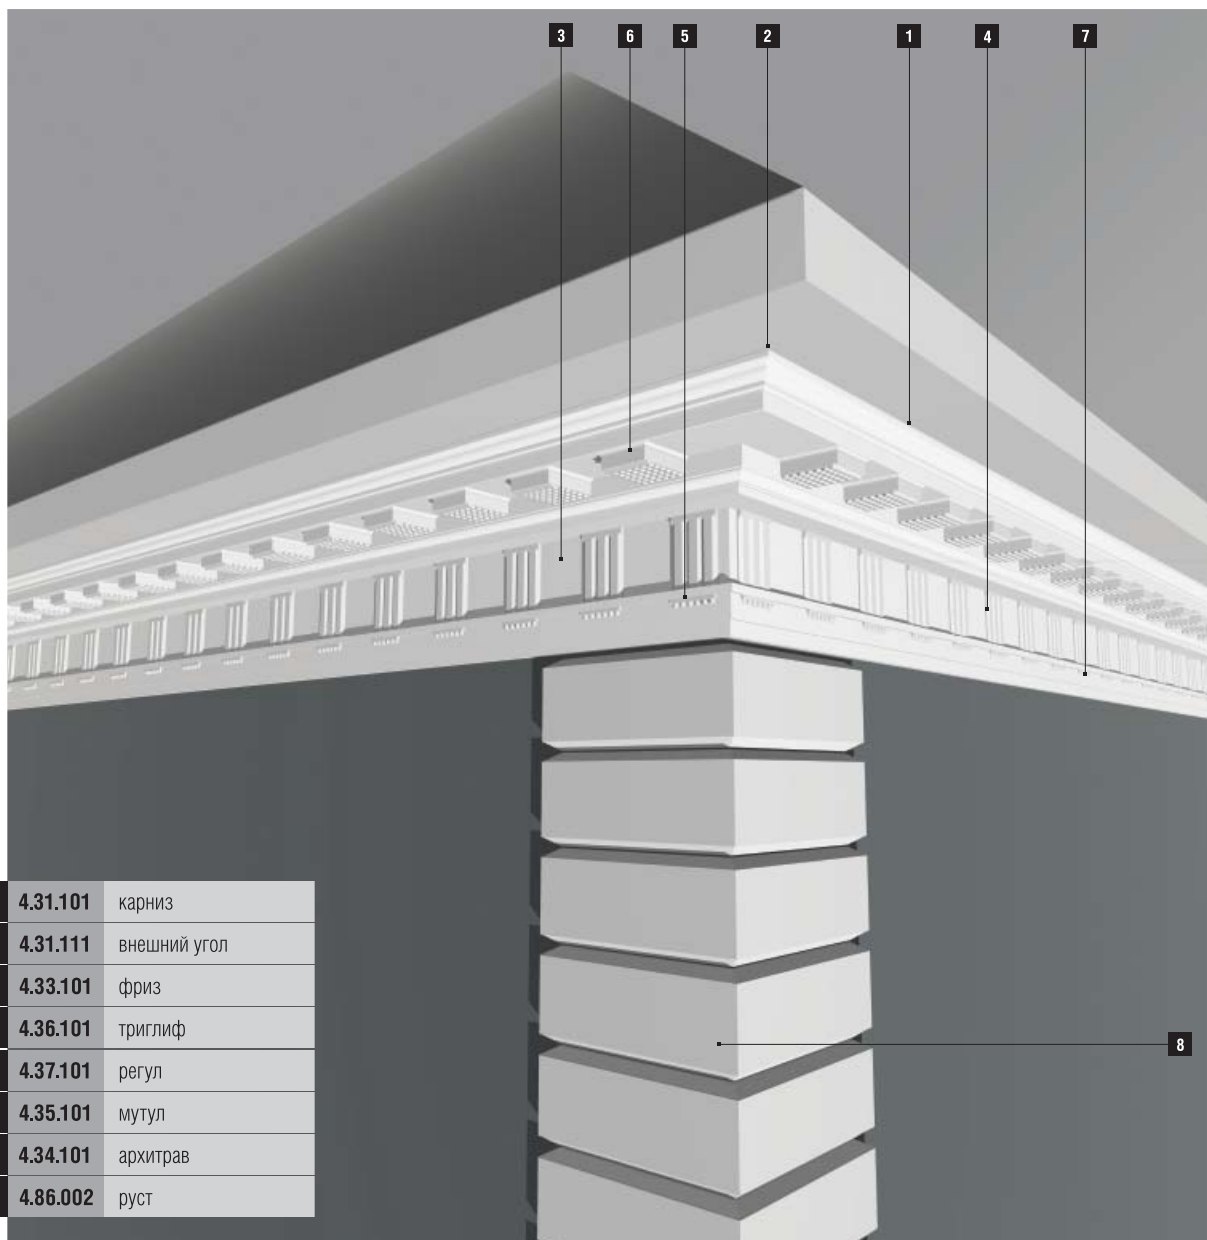 3 6 5 2 1 4 7
8
4.31.101 карниз
4.31.111 внешний угол
4.33.101 фриз
4.36.101 триглиф
4.37.101 регул
4.35.101 мутул
4.34.101 архитрав
4.86.002 руст